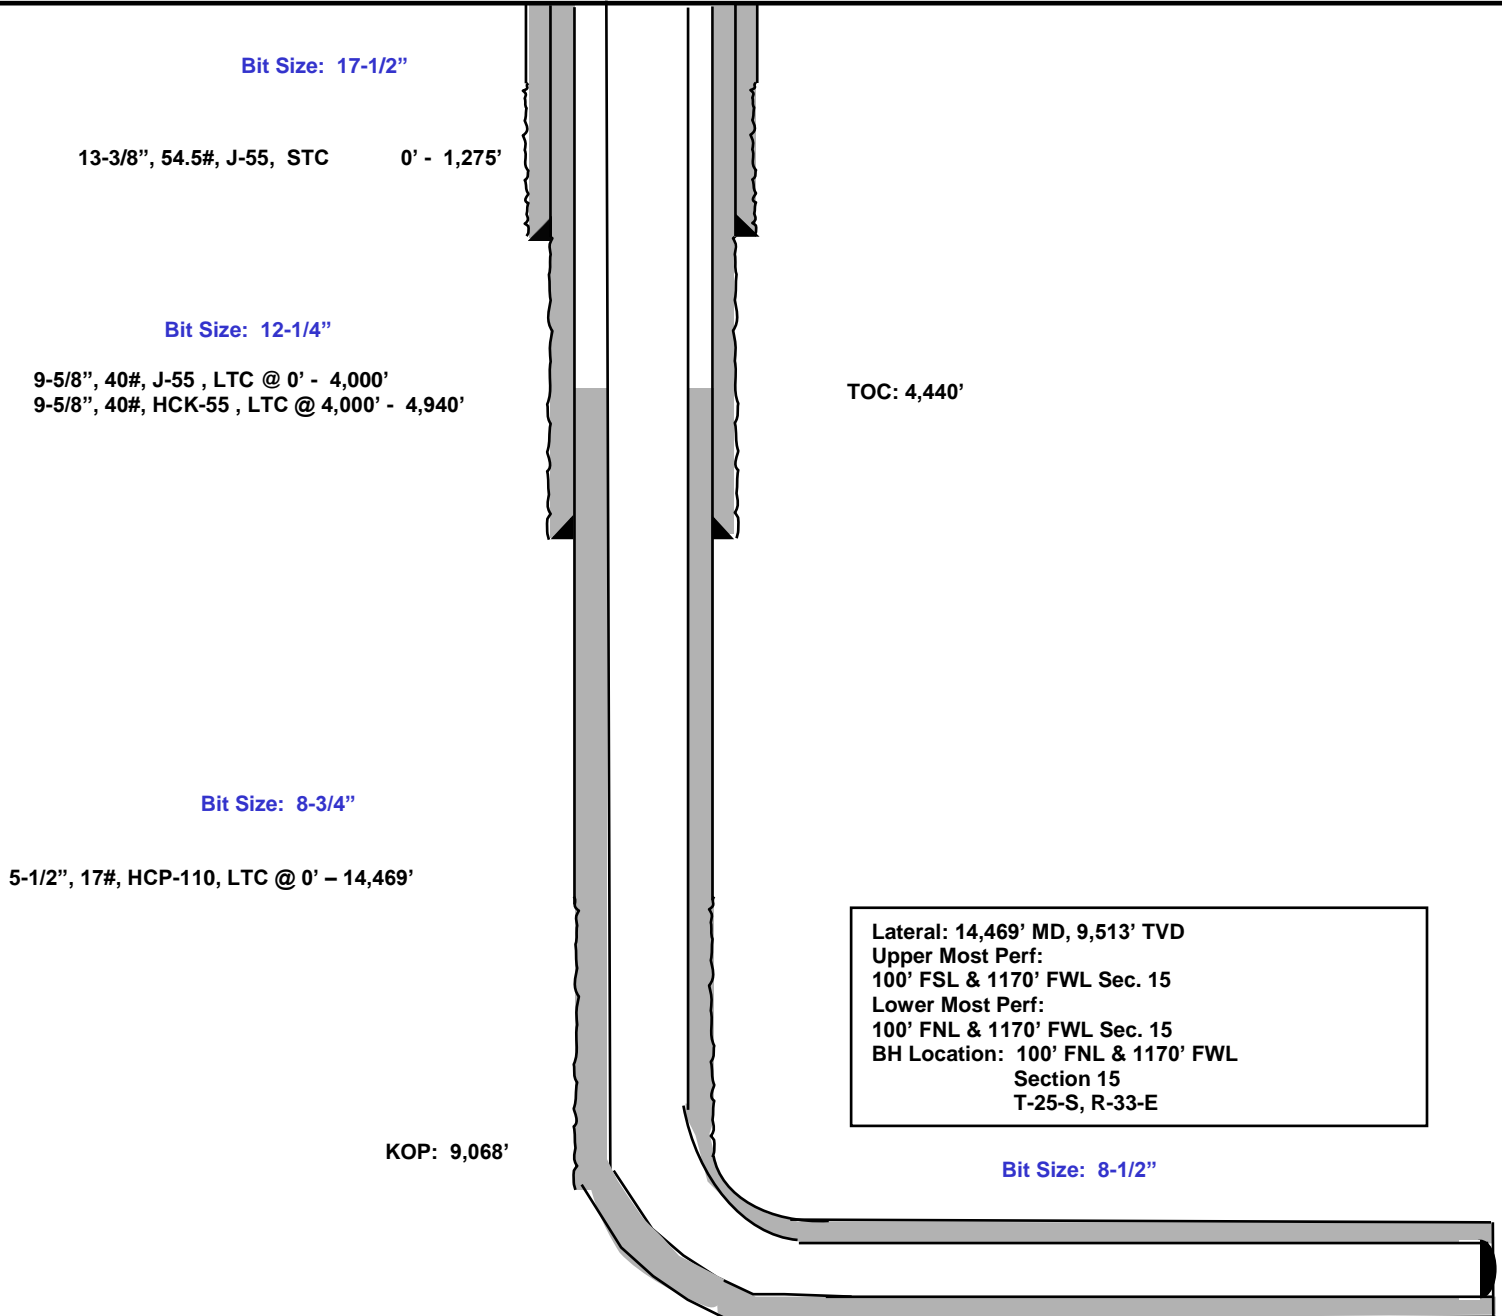 Bit Size: 17-1/2”
13-3/8”, 54.5#, J-55, STC 0’ - 1,275’
Bit Size: 12-1/4”
9-5/8”, 40#, J-55 , LTC @ 0’ - 4,000’
9-5/8”, 40#, HCK-55 , LTC @ 4,000’ - 4,940’
TOC: 4,440’
Bit Size: 8-3/4”
5-1/2”, 17#, HCP-110, LTC @ 0’ – 14,469’
Lateral: 14,469’ MD, 9,513’ TVD
Upper Most Perf:
100’ FSL & 1170’ FWL Sec. 15
Lower Most Perf:
100’ FNL & 1170’ FWL Sec. 15
BH Location: 100’ FNL & 1170’ FWL
Section 15
T-25-S, R-33-E
KOP: 9,068’
Bit Size: 8-1/2”